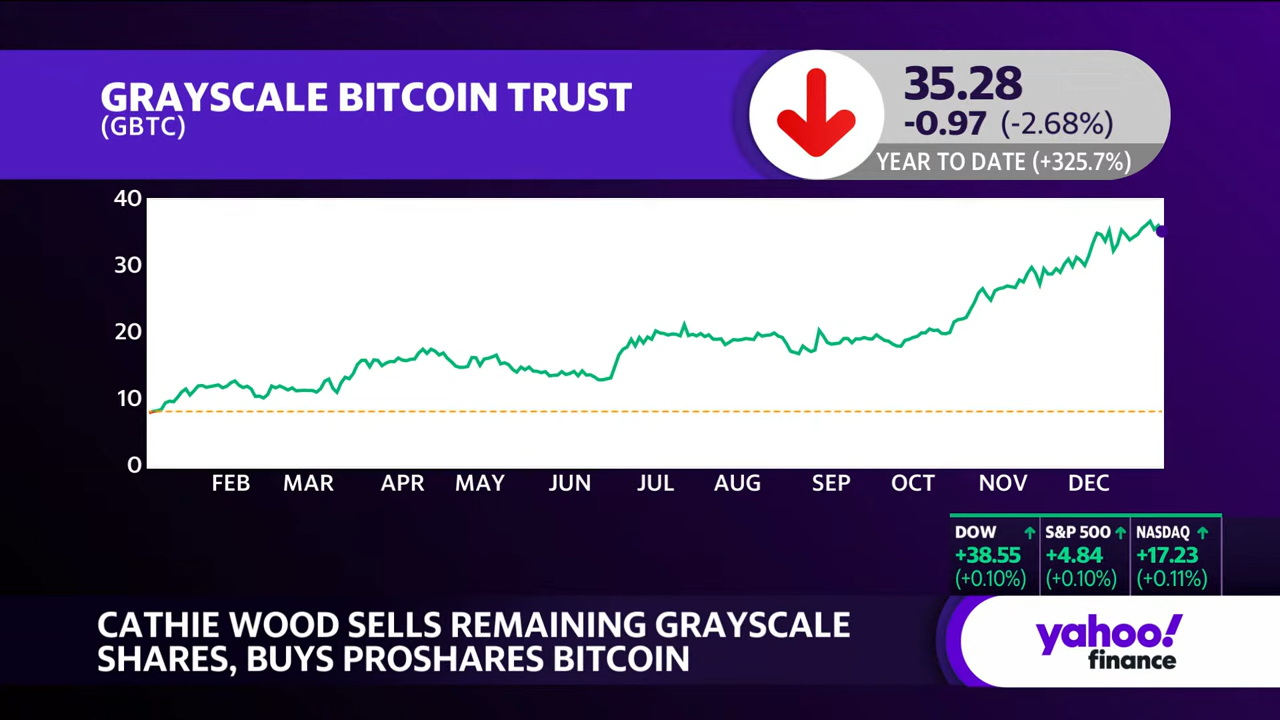 GRAYSCALE BITCOIN TRUST
(GBTC)
35.28
-0.97 (-2.68%)
YEAR TO DATE (+325.7%)
40
30
20
10
0
FEB MAR APR MAY JUN JUL AUG SEP OCT NOV DEC
DOW S&P 500 NASDAQ
+38.55 +4.84 +17.23
(+0.10%) (+0.10%) (+0.11%)
CATHIE WOOD SELLS REMAINING GRAYSCALE
SHARES, BUYS PROSHARES BITCOIN
yahoo!
finance